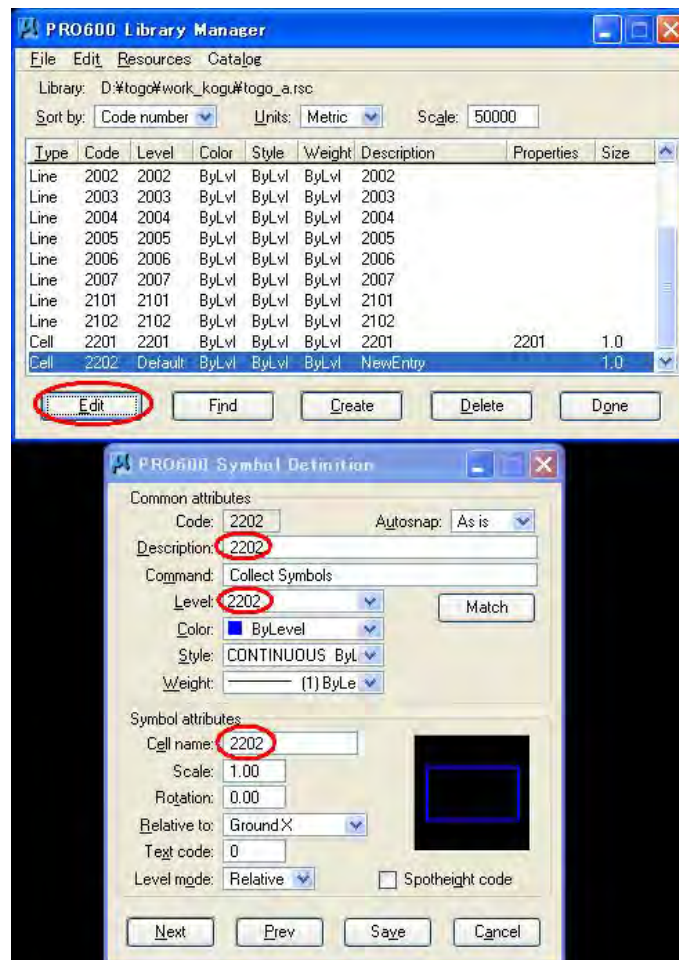 PRO600 Library Manager
File Edit Resources Catalog
Library: D:¥togo¥work_kogu¥togo_a.rsc
Sort by: Code number Units: Metric Scale: 50000
Type Code Level Color Style Weight Description Properties Size
Line 2002 2002 ByLvl ByLvl ByLvl 2002
Line 2003 2003 ByLvl ByLvl ByLvl 2003
Line 2004 2004 ByLvl ByLvl ByLvl 2004
Line 2005 2005 ByLvl ByLvl ByLvl 2005
Line 2006 2006 ByLvl ByLvl ByLvl 2006
Line 2007 2007 ByLvl ByLvl ByLvl 2007
Line 2101 2101 ByLvl ByLvl ByLvl 2101
Line 2102 2102 ByLvl ByLvl ByLvl 2102
Cell 2201 2201 ByLvl ByLvl ByLvl 2201 2201 1.0
Cell 2202 Default ByLvl ByLvl ByLvl NewEntry 1.0
Edit Find Create Delete Done
PRO600 Symbol Definition
Common attributes
Code: 2202 Autosnap: As is
Description: 2202
Command: Collect Symbols
Level: 2202 Match
Color: ByLevel
Style: CONTINUOUS ByL
Weight: (1) ByLe
Symbol attributes
Cell name: 2202
Scale: 1.00
Rotation: 0.00
Relative to: Ground X
Text code: 0
Level mode: Relative Spotheight code
Next Prev Save Cancel